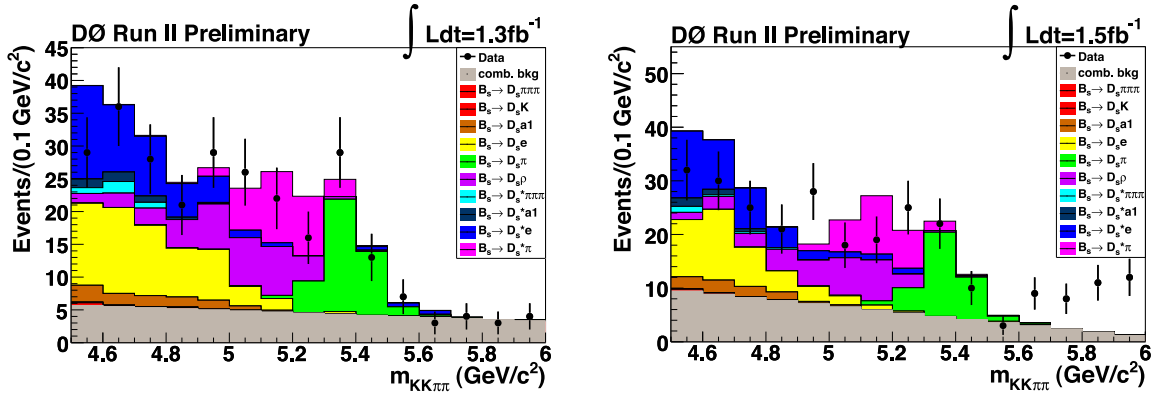 DØ Run II Preliminary
∫ Ldt=1.3fb⁻¹
Events/(0.1 GeV/c²)
45
40
35
30
25
20
15
10
5
0
Data
comb. bkg
Bₛ→ Dₛπππ
Bₛ→ DₛK
Bₛ→ Dₛa1
Bₛ→ Dₛe
Bₛ→ Dₛπ
Bₛ→ Dₛρ
Bₛ→ Dₛ*πππ
Bₛ→ Dₛ*a1
Bₛ→ Dₛ*e
Bₛ→ Dₛ*π
4.6 4.8 5 5.2 5.4 5.6 5.8 6
m_KKππ (GeV/c²)
DØ Run II Preliminary
∫ Ldt=1.5fb⁻¹
Events/(0.1 GeV/c²)
50
40
30
20
10
0
Data
comb. bkg
Bₛ→ Dₛπππ
Bₛ→ DₛK
Bₛ→ Dₛa1
Bₛ→ Dₛe
Bₛ→ Dₛπ
Bₛ→ Dₛρ
Bₛ→ Dₛ*πππ
Bₛ→ Dₛ*a1
Bₛ→ Dₛ*e
Bₛ→ Dₛ*π
4.6 4.8 5 5.2 5.4 5.6 5.8 6
m_KKππ (GeV/c²)